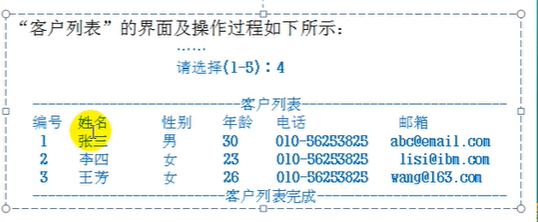 “客户列表”的界面及操作过程如下所示：
……
请选择(1-5)：4
---------------------------客户列表---------------------------
编号 姓名 性别 年龄 电话 邮箱
1 张三 男 30 010-56253825 abc@email.com
2 李四 女 23 010-56253825 lisi@ibm.com
3 王芳 女 26 010-56253825 wang@163.com
-------------------------客户列表完成-------------------------